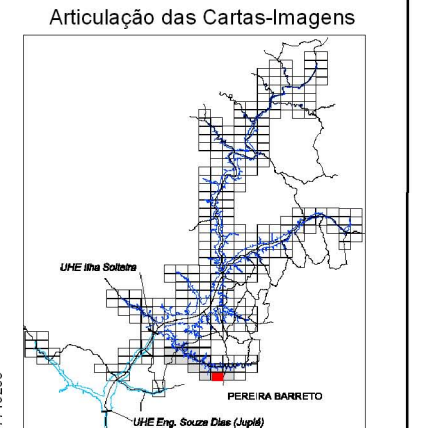 Articulação das Cartas-Imagens
UHE Ilha Solteira
PEREIRA BARRETO
UHE Eng. Souza Dias (Jupiá)